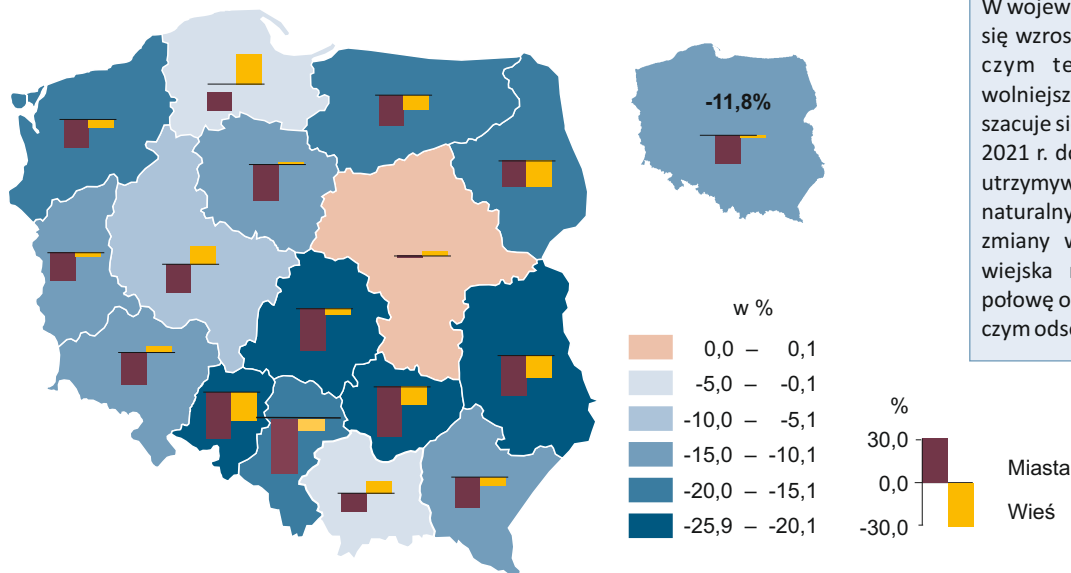 W wojew
się wzros
czym te
wolniejsz
szacuje si
2021 r. do
utrzymyw
naturalny
zmiany w
wiejska r
połowę o
czym odse
-11,8%
w %
0,0 – 0,1
-5,0 – -0,1
-10,0 – -5,1
-15,0 – -10,1
-20,0 – -15,1
-25,9 – -20,1
%
30,0
0,0
-30,0
Miasta
Wieś